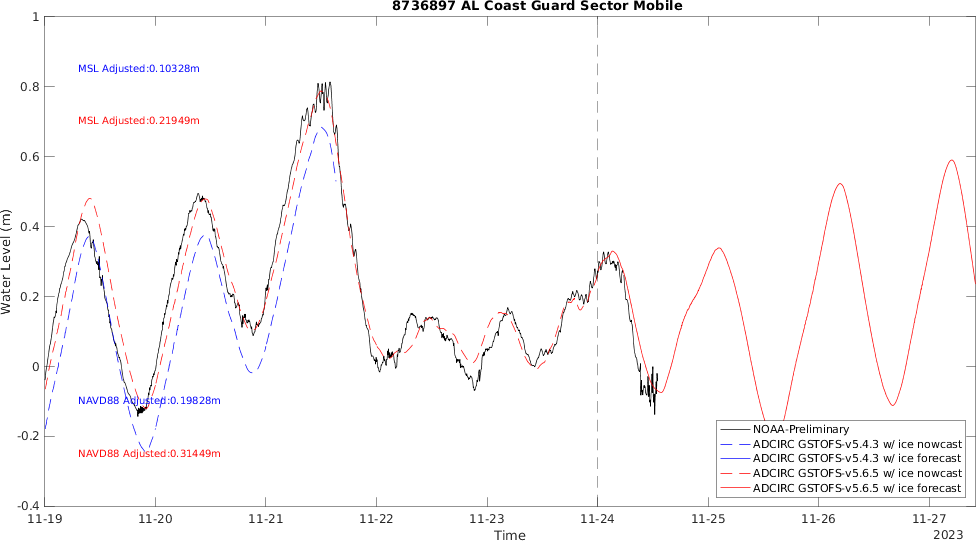 8736897 AL Coast Guard Sector Mobile
1
MSL Adjusted:0.10328m
0.8
MSL Adjusted:0.21949m
0.6
0.4
Water Level (m)
0.2
0
NAVD88 Adjusted:0.19828m
-0.2
NOAA-Preliminary
ADCIRC GSTOFS-v5.4.3 w/ ice nowcast
NAVD88 Adjusted:0.31449m
ADCIRC GSTOFS-v5.4.3 w/ ice forecast
ADCIRC GSTOFS-v5.6.5 w/ ice nowcast
ADCIRC GSTOFS-v5.6.5 w/ ice forecast
-0.4
11-19 11-20 11-21 11-22 11-23 11-24 11-25 11-26 11-27
Time
2023